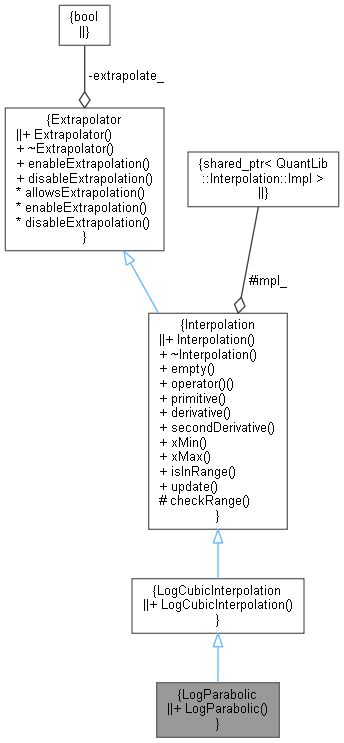 {bool
||}
-extrapolate_
{Extrapolator
||+ Extrapolator()
+ ~Extrapolator()
+ enableExtrapolation()
+ disableExtrapolation()
* allowsExtrapolation()
* enableExtrapolation()
* disableExtrapolation()
}
{shared_ptr< QuantLib
::Interpolation::Impl >
||}
#impl_
{Interpolation
||+ Interpolation()
+ ~Interpolation()
+ empty()
+ operator()()
+ primitive()
+ derivative()
+ secondDerivative()
+ xMin()
+ xMax()
+ isInRange()
+ update()
# checkRange()
}
{LogCubicInterpolation
||+ LogCubicInterpolation()
}
{LogParabolic
||+ LogParabolic()
}